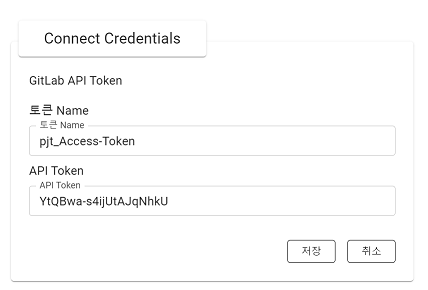 Connect Credentials
GitLab API Token
토큰 Name
토큰 Name
pjt_Access-Token
API Token
API Token
YtQBwa-s4ijUtAJqNhkU
저장 취소